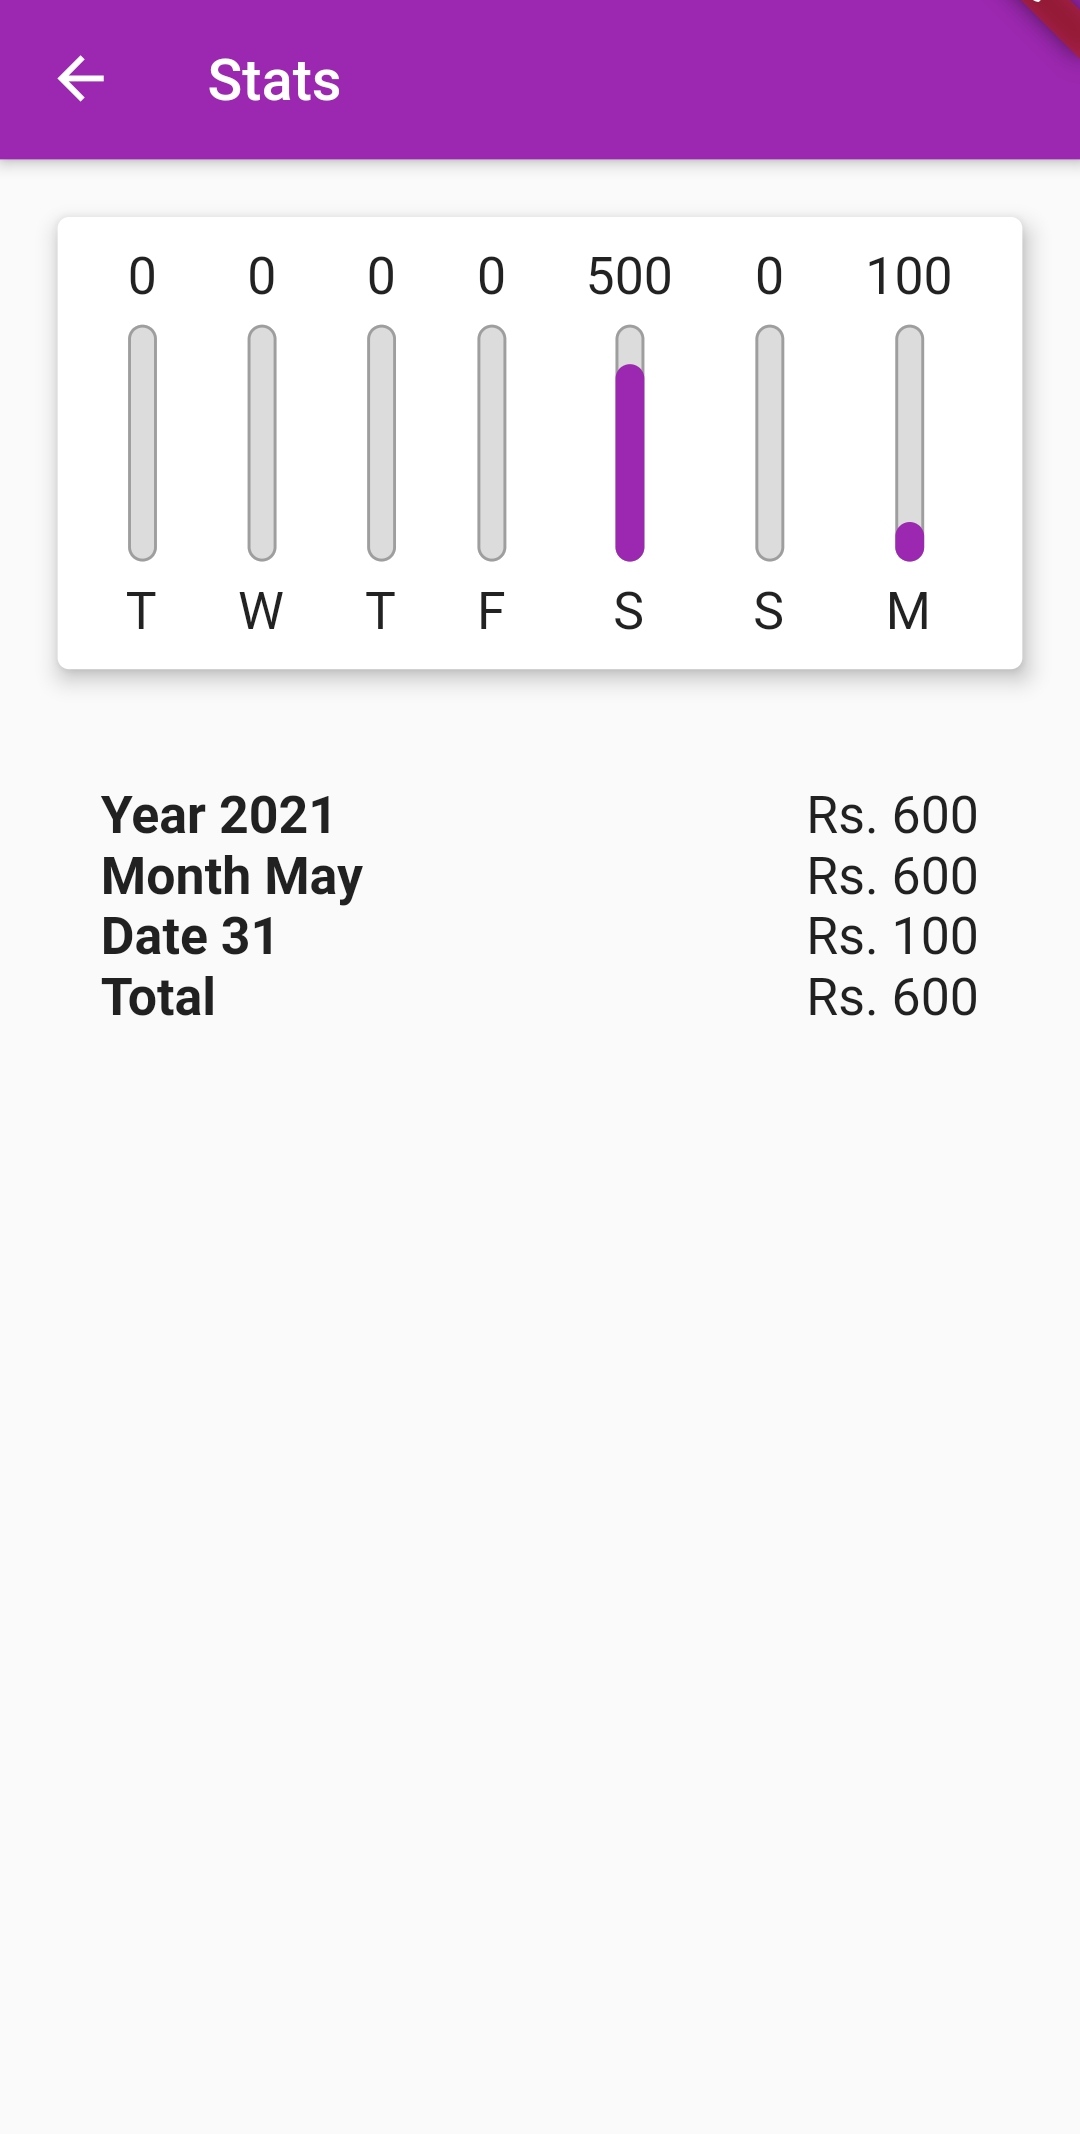 Stats
0 0 0 0 500 0 100
T W T F S S M
Year 2021 Rs. 600
Month May Rs. 600
Date 31 Rs. 100
Total Rs. 600